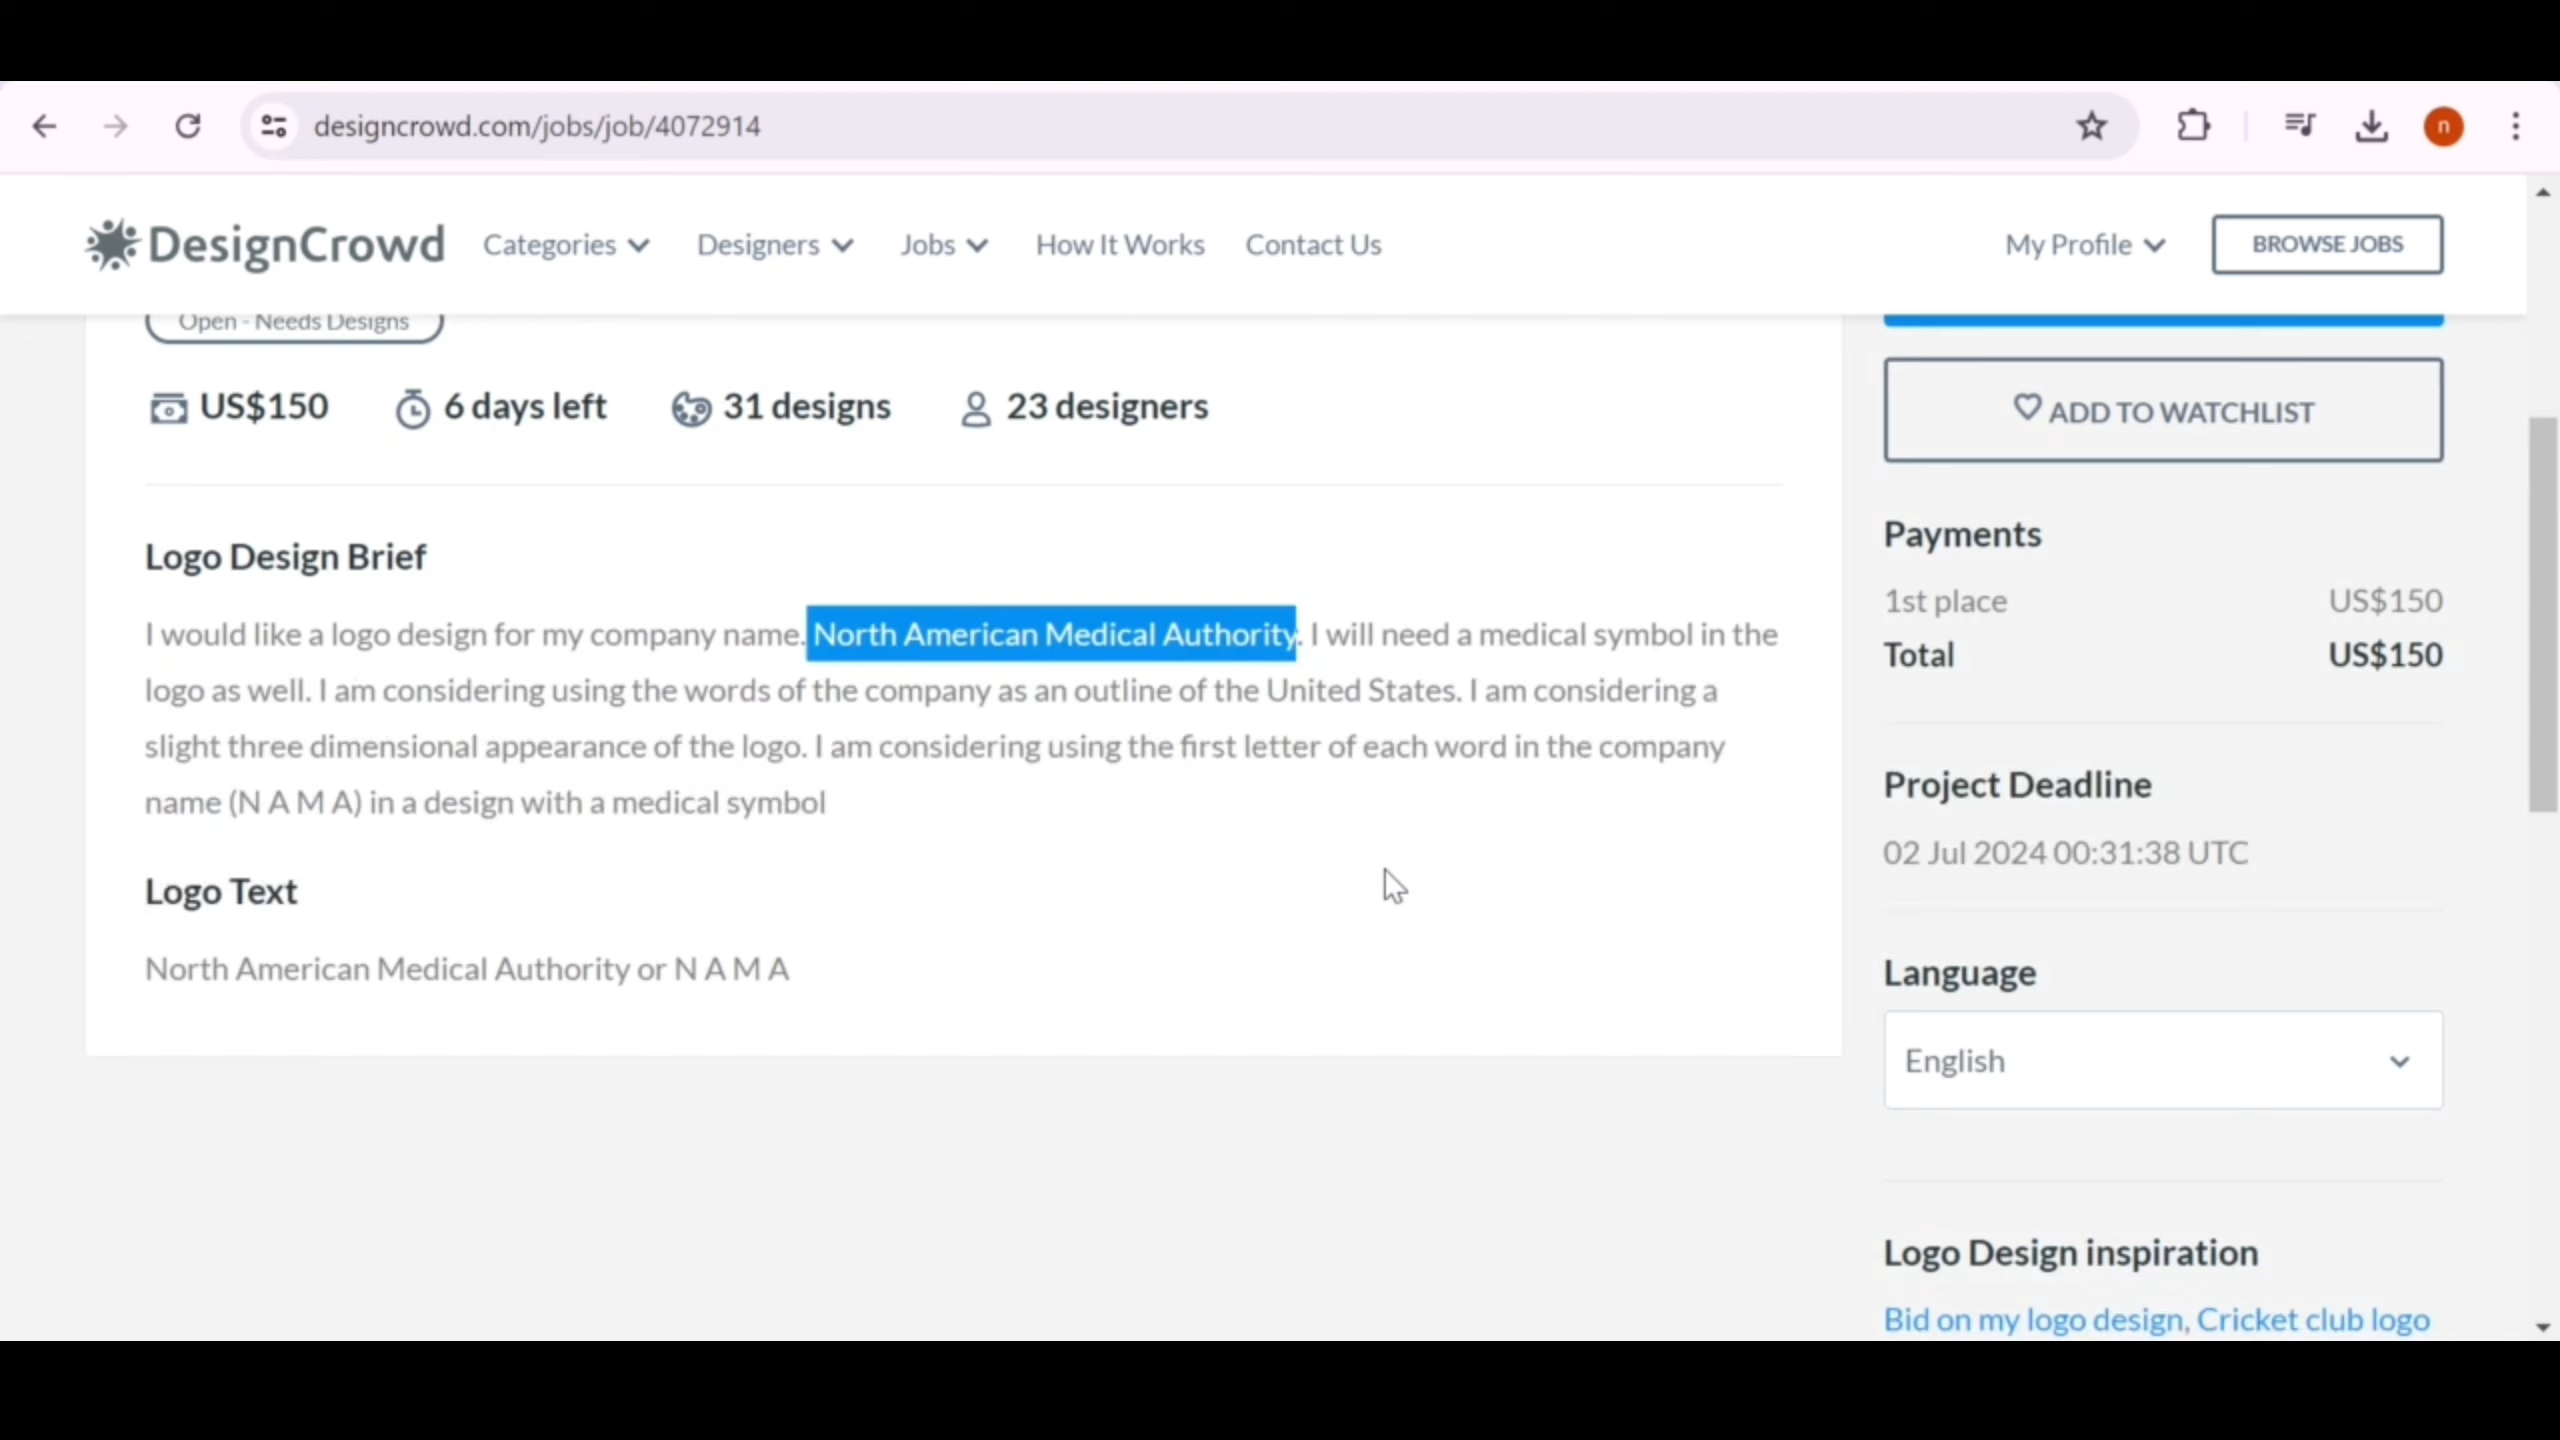 designcrowd.com/jobs/job/4072914
n
DesignCrowd Categories Designers Jobs How It Works Contact Us My Profile BROWSE JOBS
Open - Needs Designs
US$150 6 days left 31 designs 23 designers
ADD TO WATCHLIST
Logo Design Brief
I would like a logo design for my company name. North American Medical Authority. I will need a medical symbol in the
logo as well. I am considering using the words of the company as an outline of the United States. I am considering a
slight three dimensional appearance of the logo. I am considering using the first letter of each word in the company
name (N A M A) in a design with a medical symbol
Logo Text
North American Medical Authority or N A M A
Payments
1st place US$150
Total US$150
Project Deadline
02 Jul 2024 00:31:38 UTC
Language
English
Logo Design inspiration
Bid on my logo design, Cricket club logo